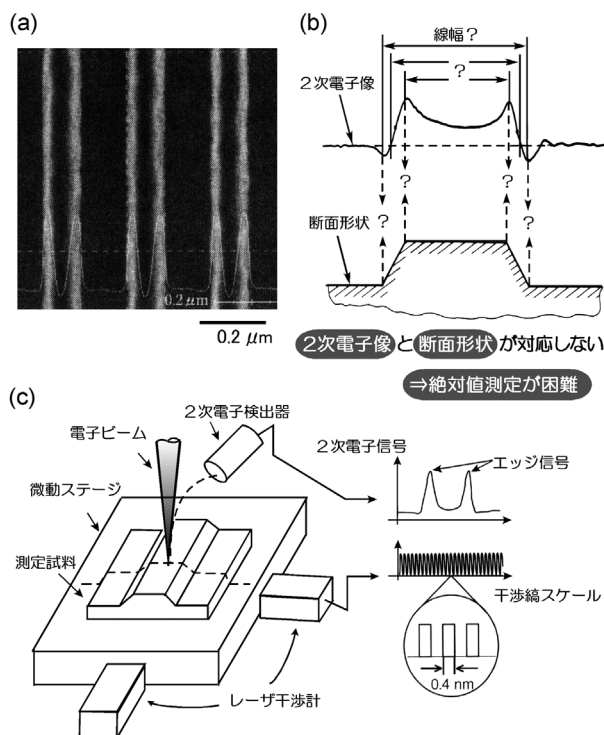 (a)
0.2μm
0.2 μm
(b)
線幅?
?
2次電子像
?
?
?
?
断面形状
2次電子像と断面形状が対応しない
⇒絶対値測定が困難
(c)
2次電子検出器
電子ビーム
微動ステージ
測定試料
レーザ干渉計
2次電子信号
エッジ信号
干渉縞スケール
0.4 nm